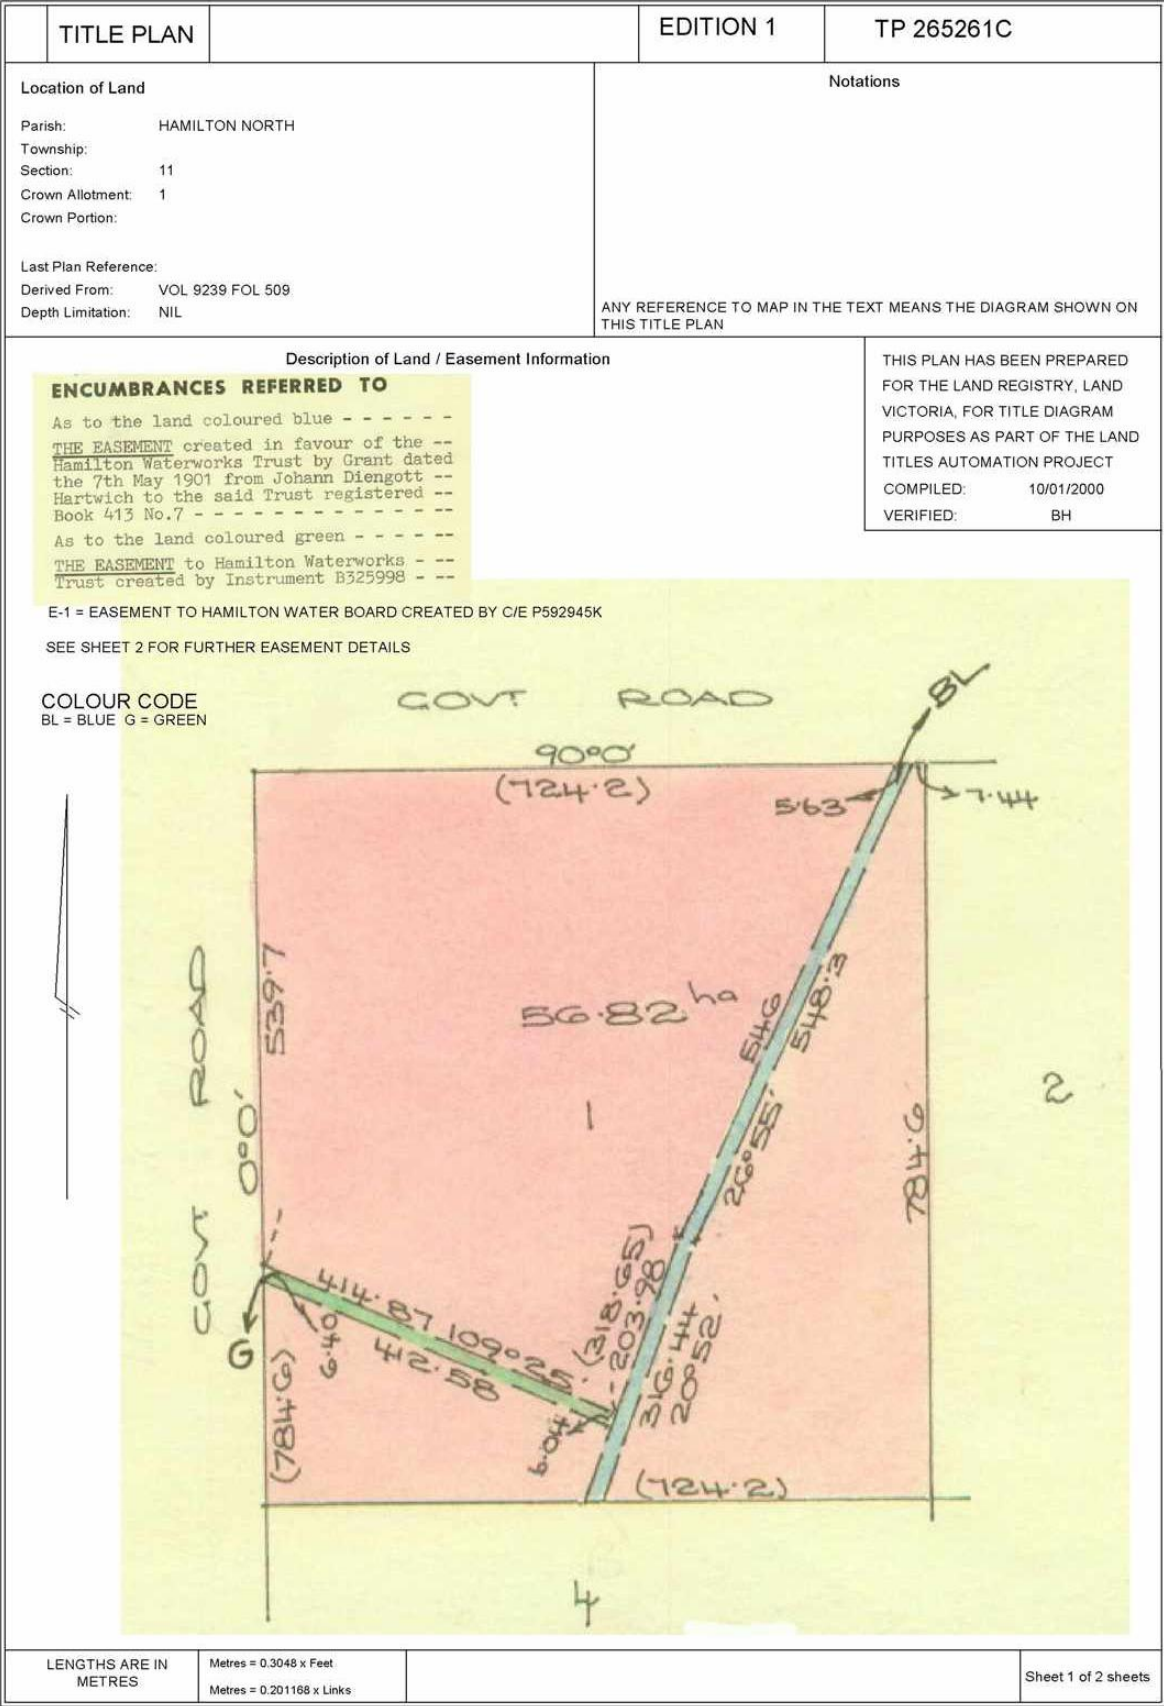 TITLE PLAN
EDITION 1
TP 265261C
Location of Land
Parish: HAMILTON NORTH
Township:
Section: 11
Crown Allotment: 1
Crown Portion:
Last Plan Reference:
Derived From: VOL 9239 FOL 509
Depth Limitation: NIL
Notations
ANY REFERENCE TO MAP IN THE TEXT MEANS THE DIAGRAM SHOWN ON
THIS TITLE PLAN
Description of Land / Easement Information
ENCUMBRANCES REFERRED TO
As to the land coloured blue - - - - - -
THE EASEMENT created in favour of the --
Hamilton Waterworks Trust by Grant dated
the 7th May 1901 from Johann Diengott --
Hartwich to the said Trust registered --
Book 413 No.7 - - - - - - - - - - - - --
As to the land coloured green - - - - --
THE EASEMENT to Hamilton Waterworks - --
Trust created by Instrument B325998 - --
THIS PLAN HAS BEEN PREPARED
FOR THE LAND REGISTRY, LAND
VICTORIA, FOR TITLE DIAGRAM
PURPOSES AS PART OF THE LAND
TITLES AUTOMATION PROJECT
COMPILED: 10/01/2000
VERIFIED: BH
E-1 = EASEMENT TO HAMILTON WATER BOARD CREATED BY C/E P592945K
SEE SHEET 2 FOR FURTHER EASEMENT DETAILS
COLOUR CODE
BL = BLUE G = GREEN
GOVT ROAD
BL
90°0'
(724.2)
5.63
7.44
539.7
GOVT ROAD
0°0'
56.82 ha
546
548.3
1
2
26°55'
784.6
(318.65)
203.98
316.44
20°52'
414.87 109°25'
412.58
6.40
G
(784.6)
6.04
(724.2)
4
LENGTHS ARE IN
METRES
Metres = 0.3048 x Feet
Metres = 0.201168 x Links
Sheet 1 of 2 sheets